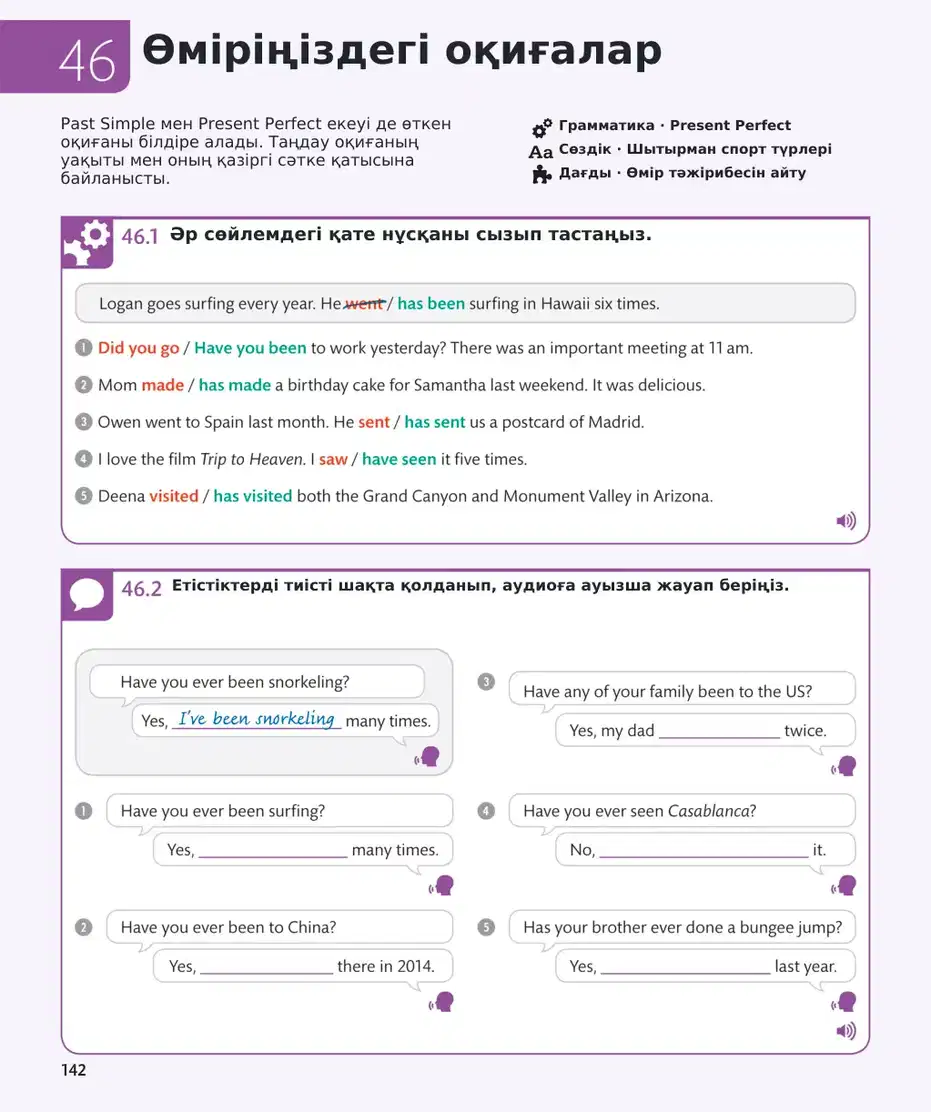 46
Өміріңіздегі оқиғалар
Past Simple мен Present Perfect екеуі де өткен
оқиғаны білдіре алады. Таңдау оқиғаның
уақыты мен оның қазіргі сәтке қатысына
байланысты.
Грамматика · Present Perfect
Aa Сөздік · Шытырман спорт түрлері
Дағды · Өмір тәжірибесін айту
46.1 Әр сөйлемдегі қате нұсқаны сызып тастаңыз.
Logan goes surfing every year. He went / has been surfing in Hawaii six times.
1 Did you go / Have you been to work yesterday? There was an important meeting at 11 am.
2 Mom made / has made a birthday cake for Samantha last weekend. It was delicious.
3 Owen went to Spain last month. He sent / has sent us a postcard of Madrid.
4 I love the film Trip to Heaven. I saw / have seen it five times.
5 Deena visited / has visited both the Grand Canyon and Monument Valley in Arizona.
46.2 Етістіктерді тиісті шақта қолданып, аудиоға ауызша жауап беріңіз.
Have you ever been snorkeling?
Yes, I've been snorkeling many times.
1 Have you ever been surfing?
Yes, ________ many times.
2 Have you ever been to China?
Yes, ________ there in 2014.
3 Have any of your family been to the US?
Yes, my dad ________ twice.
4 Have you ever seen Casablanca?
No, ________ it.
5 Has your brother ever done a bungee jump?
Yes, ________ last year.
142